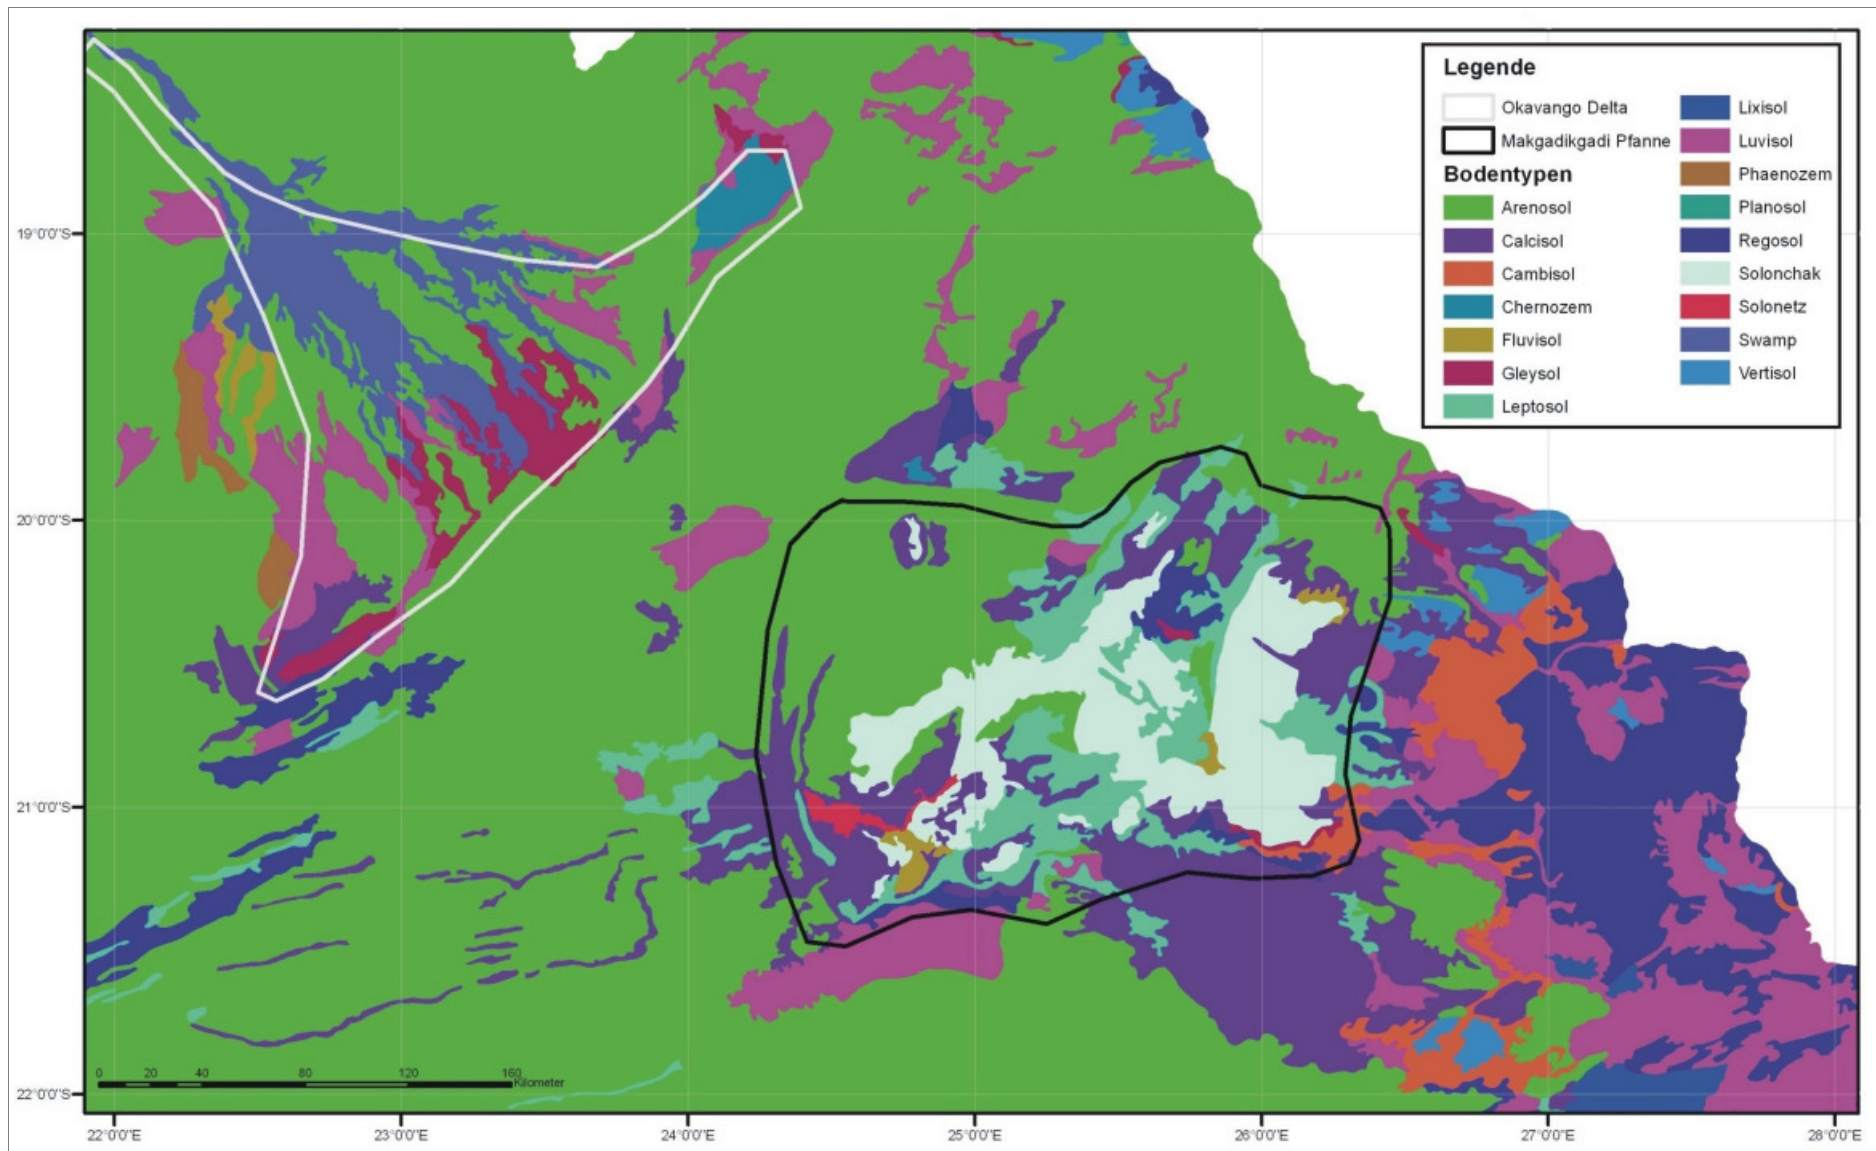 Legende
Okavango Delta
Makgadikgadi Pfanne
Bodentypen
Arenosol
Calcisol
Cambisol
Chernozem
Fluvisol
Gleysol
Leptosol
Lixisol
Luvisol
Phaenozem
Planosol
Regosol
Solonchak
Solonetz
Swamp
Vertisol
19°0'0"S
20°0'0"S
21°0'0"S
22°0'0"S
0 20 40 80 120 160
Kilometer
22°0'0"E 23°0'0"E 24°0'0"E 25°0'0"E 26°0'0"E 27°0'0"E 28°0'0"E